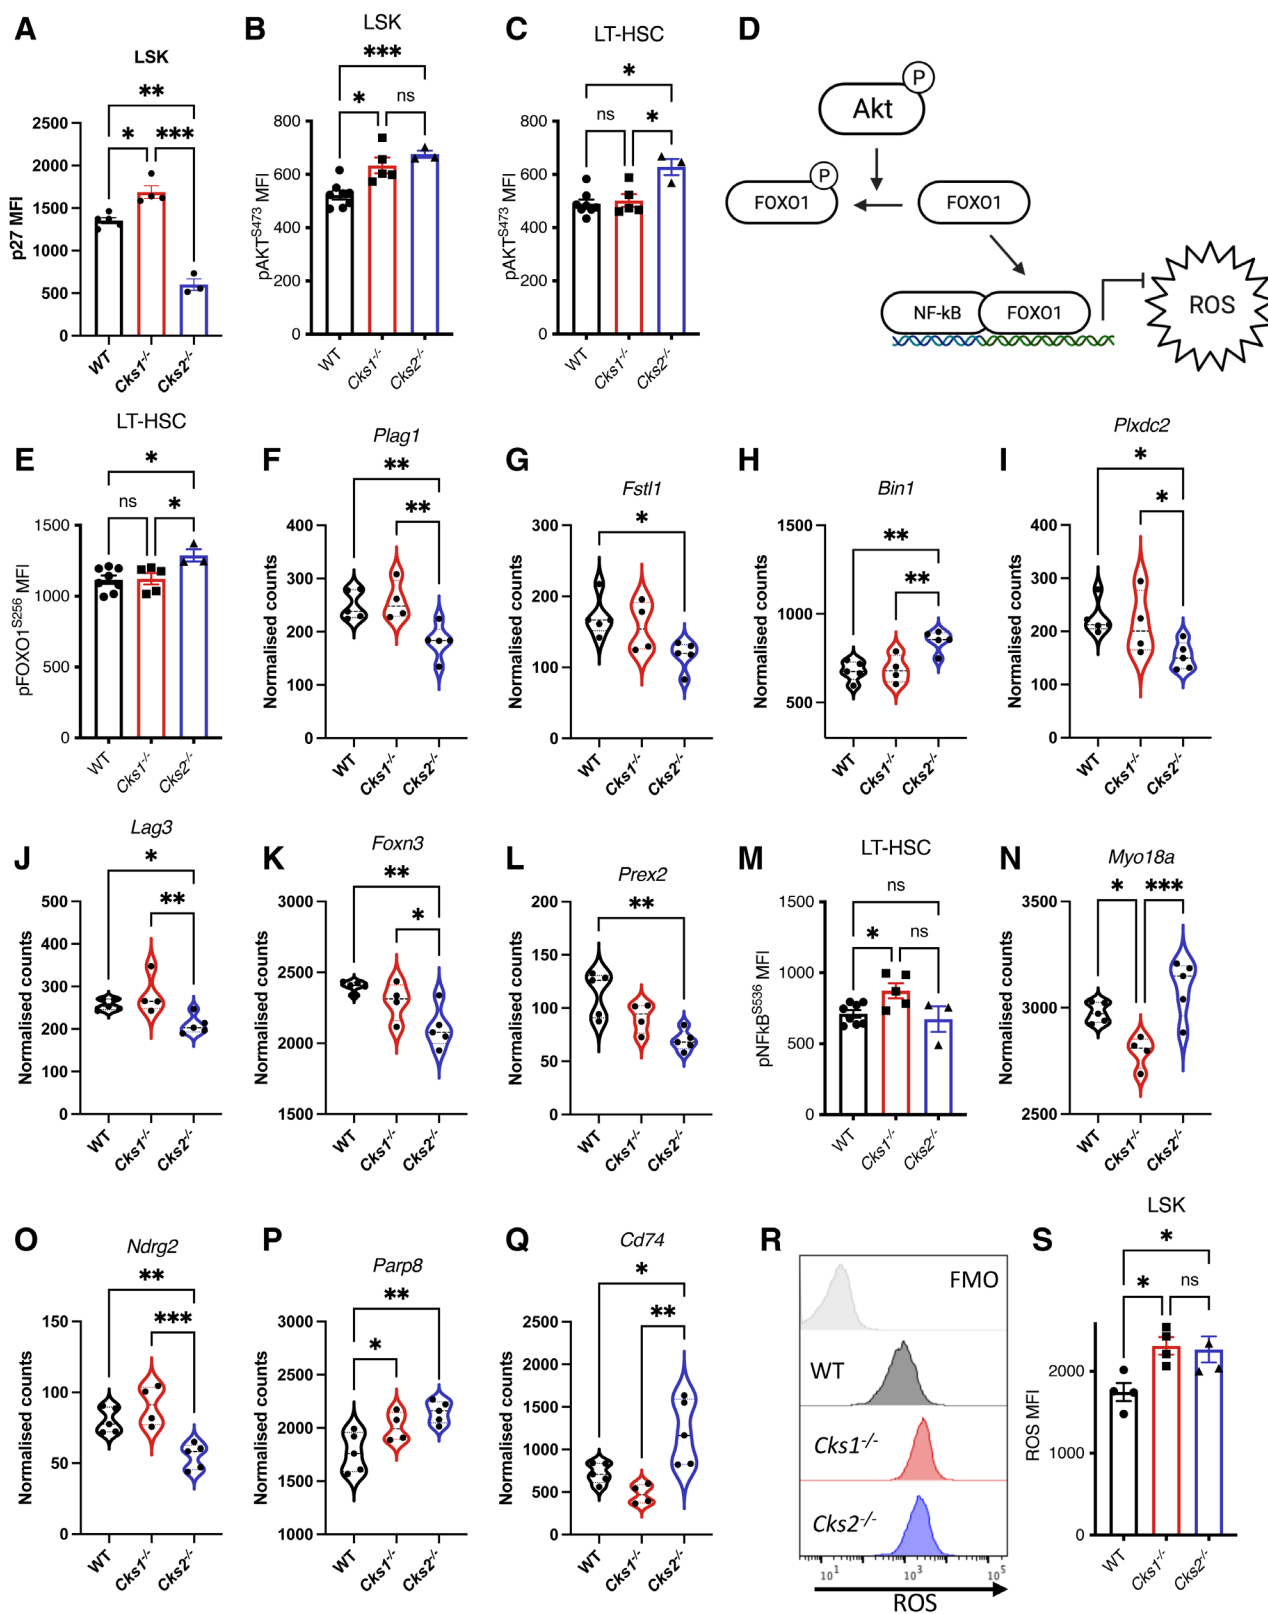 A
LSK
**
* ***
2500
2000
1500
1000
500
0
p27 MFI
WT
Cks1-/-
Cks2-/-
B
LSK
***
* ns
800
600
400
200
0
pAKTS473 MFI
WT
Cks1-/-
Cks2-/-
C
LT-HSC
*
ns *
800
600
400
200
0
pAKTS473 MFI
WT
Cks1-/-
Cks2-/-
D
P
Akt
P
FOXO1
FOXO1
NF-kB
FOXO1
ROS
E
LT-HSC
*
ns *
1500
1000
500
0
pFOXO1S256 MFI
WT
Cks1-/-
Cks2-/-
F
Plag1
**
**
400
300
200
100
0
Normalised counts
WT
Cks1-/-
Cks2-/-
G
Fstl1
*
300
200
100
0
Normalised counts
WT
Cks1-/-
Cks2-/-
H
Bin1
**
**
1500
1000
500
Normalised counts
WT
Cks1-/-
Cks2-/-
I
Plxdc2
*
*
400
300
200
100
0
Normalised counts
WT
Cks1-/-
Cks2-/-
J
Lag3
*
**
500
400
300
200
100
0
Normalised counts
WT
Cks1-/-
Cks2-/-
K
Foxn3
**
*
3000
2500
2000
1500
Normalised counts
WT
Cks1-/-
Cks2-/-
L
Prex2
**
200
150
100
50
0
Normalised counts
WT
Cks1-/-
Cks2-/-
M
LT-HSC
ns
* ns
1500
1000
500
0
pNFkBS536 MFI
WT
Cks1-/-
Cks2-/-
N
Myo18a
* ***
3500
3000
2500
Normalised counts
WT
Cks1-/-
Cks2-/-
O
Ndrg2
**
***
150
100
50
0
Normalised counts
WT
Cks1-/-
Cks2-/-
P
Parp8
**
*
3000
2500
2000
1500
1000
Normalised counts
WT
Cks1-/-
Cks2-/-
Q
Cd74
*
**
2500
2000
1500
1000
500
0
Normalised counts
WT
Cks1-/-
Cks2-/-
R
FMO
WT
Cks1-/-
Cks2-/-
101 103 105
ROS
S
LSK
*
* ns
2000
1000
0
ROS MFI
WT
Cks1-/-
Cks2-/-